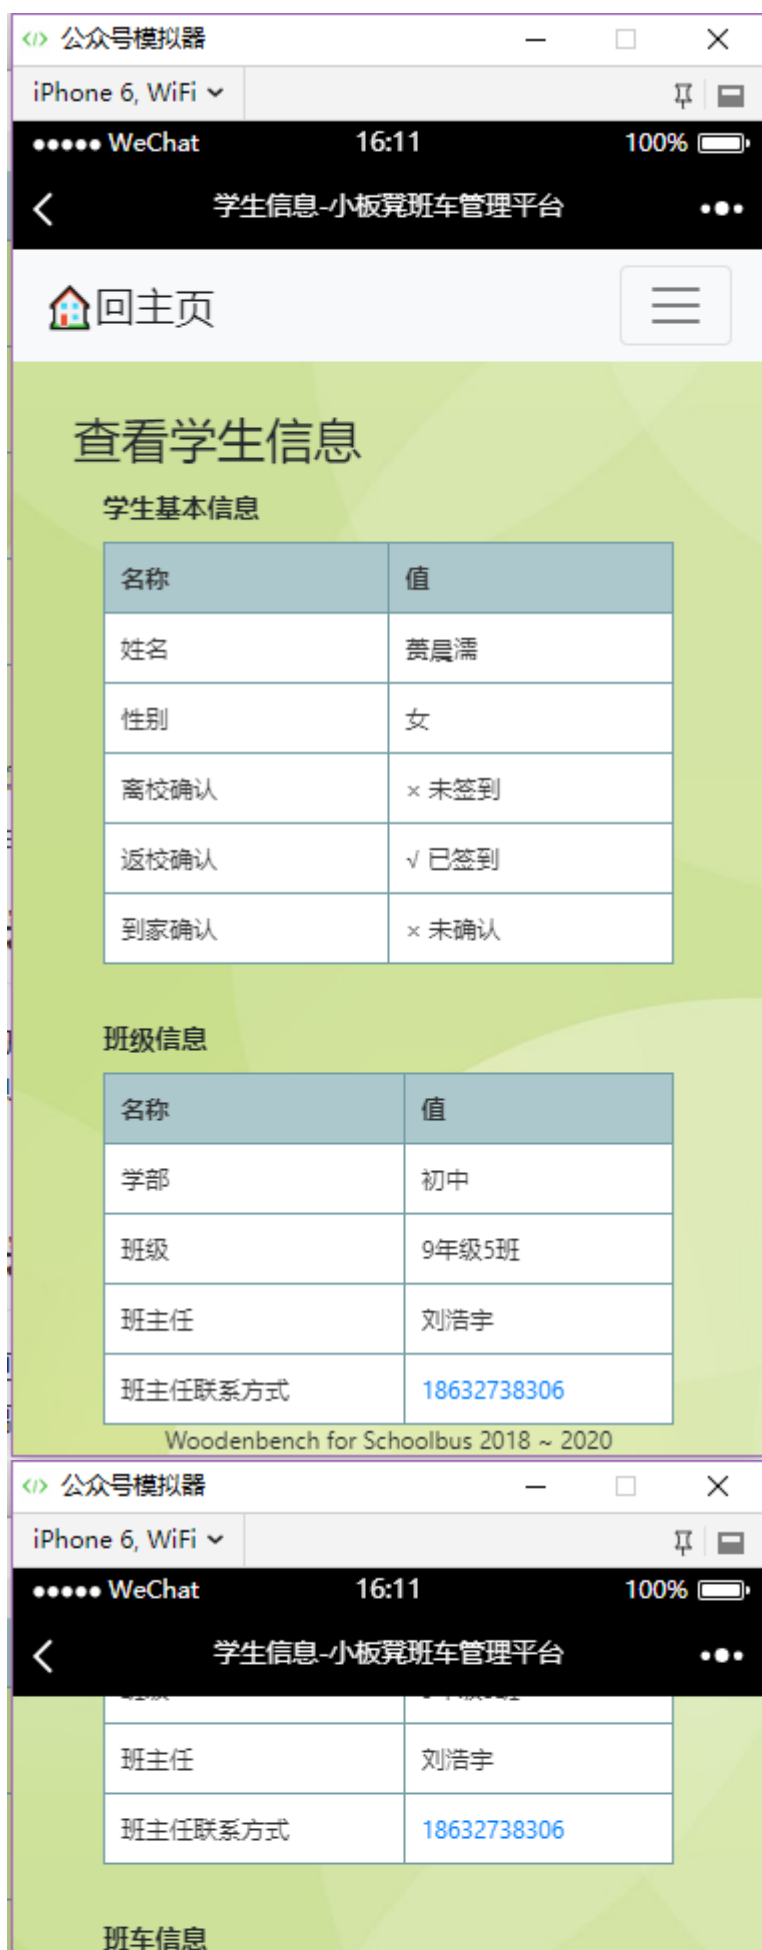 公众号模拟器
iPhone 6, WiFi
WeChat 16:11 100%
学生信息-小板凳班车管理平台
回主页
查看学生信息
学生基本信息
名称 值
姓名 蒉晨濡
性别 女
离校确认 × 未签到
返校确认 √ 已签到
到家确认 × 未确认
班级信息
名称 值
学部 初中
班级 9年级5班
班主任 刘浩宇
班主任联系方式 18632738306
Woodenbench for Schoolbus 2018 ~ 2020
公众号模拟器
iPhone 6, WiFi
WeChat 16:11 100%
学生信息-小板凳班车管理平台
班主任 刘浩宇
班主任联系方式 18632738306
班车信息